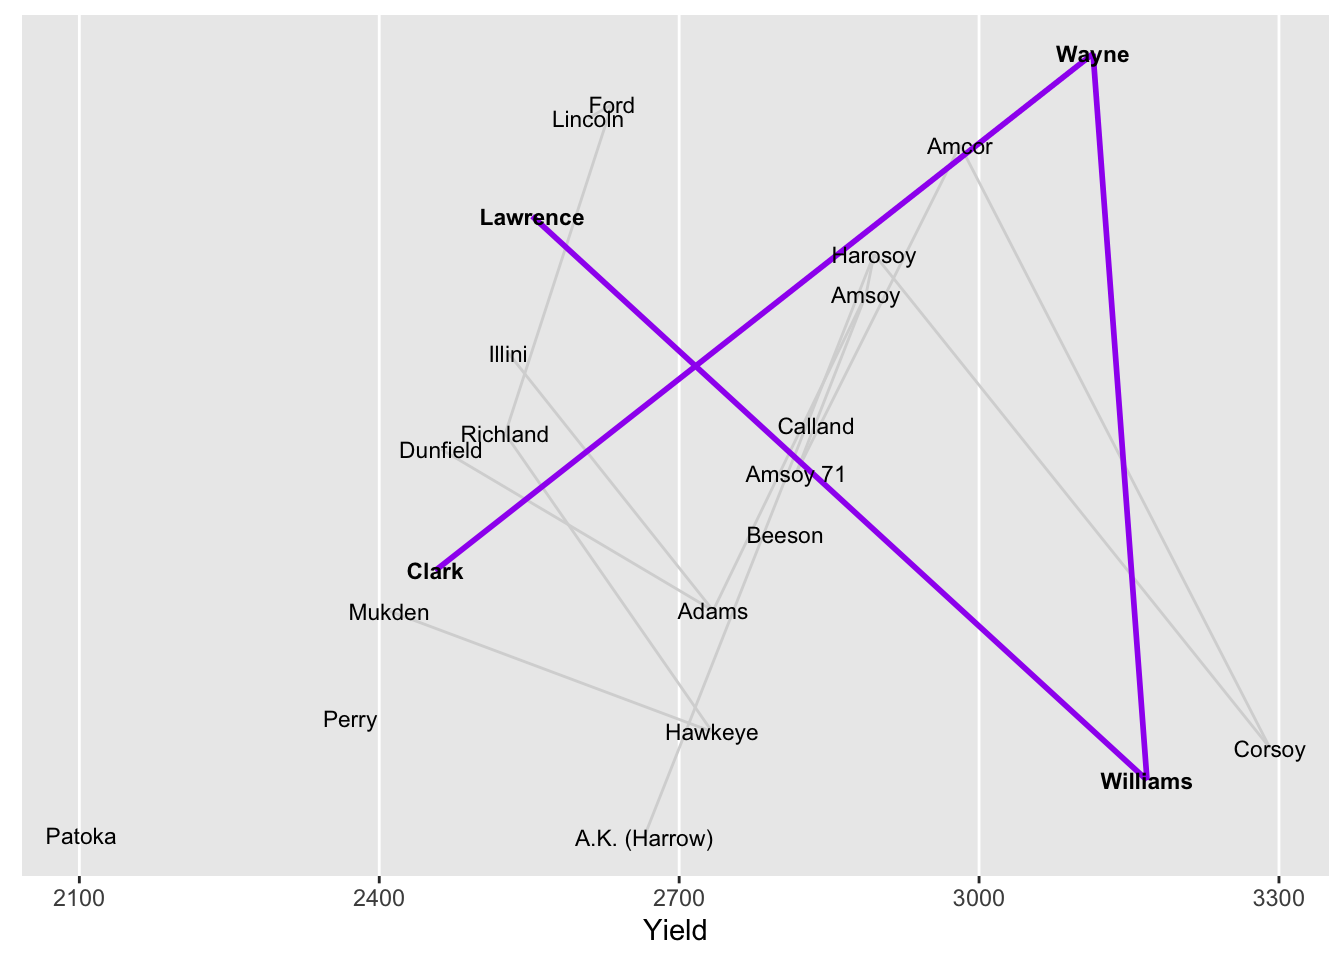 Wayne
Ford
Lincoln
Amcor
Lawrence
Harosoy
Amsoy
Illini
Calland
Richland
Dunfield
Amsoy 71
Beeson
Clark
Mukden
Adams
Perry
Hawkeye
Corsoy
Williams
Patoka
A.K. (Harrow)
2100 2400 2700 3000 3300
Yield